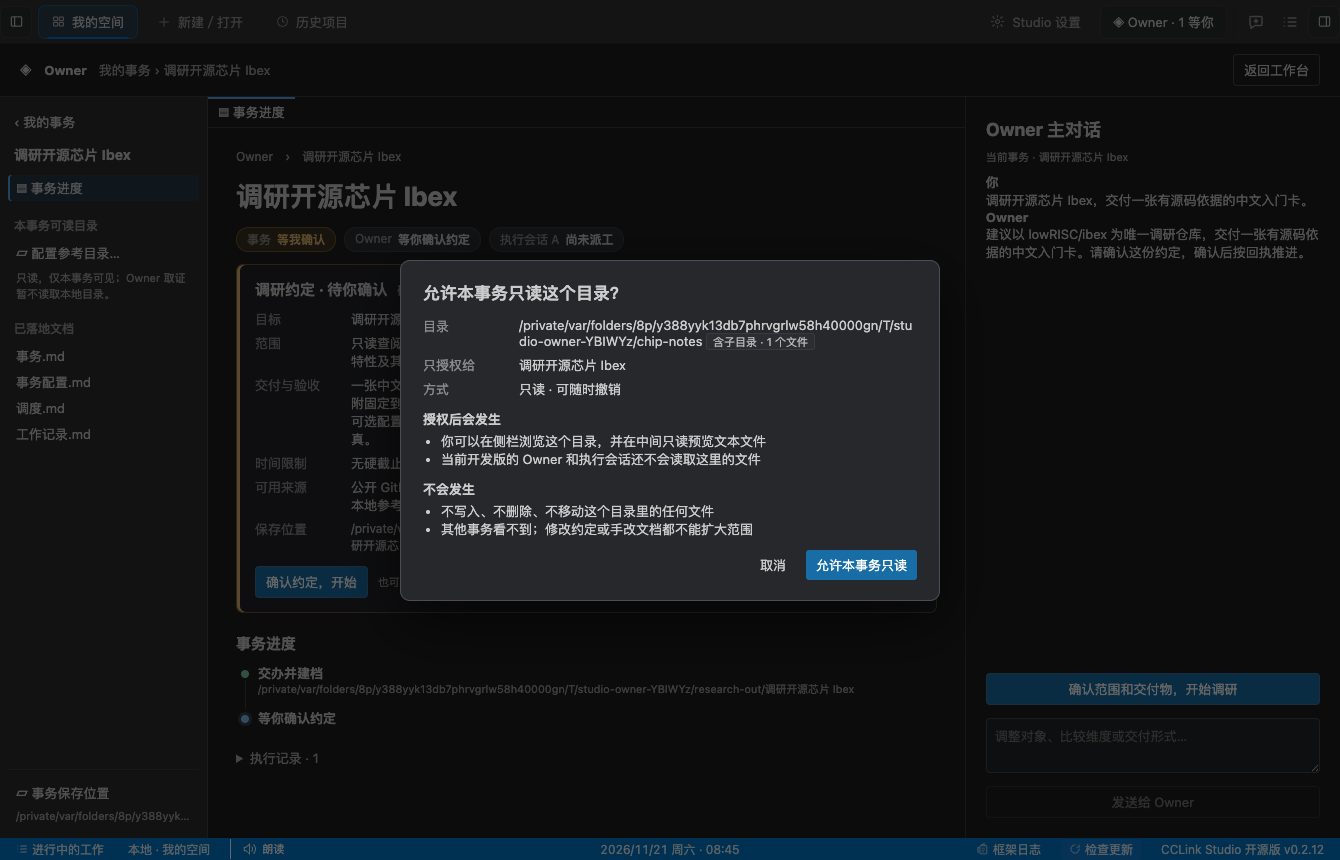 我的空间
新建 / 打开
历史项目
Studio 设置
Owner · 1 等你
Owner 我的事务 › 调研开源芯片 Ibex
返回工作台
‹ 我的事务
调研开源芯片 Ibex
事务进度
本事务可读目录
配置参考目录...
只读，仅本事务可见；Owner 取证
暂不读取本地目录。
已落地文档
事务.md
事务配置.md
调度.md
工作记录.md
事务保存位置
/private/var/folders/8p/y388yyk...
事务进度
Owner › 调研开源芯片 Ibex
调研开源芯片 Ibex
事务 等我确认
Owner 等你确认约定
执行会话 A 尚未派工
调研约定 · 待你确认
目标 调研开源
范围 只读查阅
特性及其
交付与验收 一张中文
附固定到
可选配置
真。
时间限制 无硬截止
可用来源 公开 Git
本地参考
保存位置 /private/v
研开源芯
确认约定，开始
也可
允许本事务只读这个目录?
目录 /private/var/folders/8p/y388yyk13db7phrvgrlw58h40000gn/T/stu
dio-owner-YBIWYz/chip-notes 含子目录 · 1 个文件
只授权给 调研开源芯片 Ibex
方式 只读 · 可随时撤销
授权后会发生
• 你可以在侧栏浏览这个目录，并在中间只读预览文本文件
• 当前开发版的 Owner 和执行会话还不会读取这里的文件
不会发生
• 不写入、不删除、不移动这个目录里的任何文件
• 其他事务看不到；修改约定或手改文档都不能扩大范围
取消
允许本事务只读
事务进度
交办并建档
/private/var/folders/8p/y388yyk13db7phrvgrlw58h40000gn/T/studio-owner-YBIWYz/research-out/调研开源芯片 Ibex
等你确认约定
执行记录 · 1
Owner 主对话
当前事务 · 调研开源芯片 Ibex
你
调研开源芯片 Ibex，交付一张有源码依据的中文入门卡。
Owner
建议以 lowRISC/ibex 为唯一调研仓库，交付一张有源码依
据的中文入门卡。请确认这份约定，确认后按回执推进。
确认范围和交付物，开始调研
调整对象、比较维度或交付形式...
发送给 Owner
进行中的工作
本地 · 我的空间
朗读
2026/11/21 周六 · 08:45
框架日志
检查更新
CCLink Studio 开源版 v0.2.12